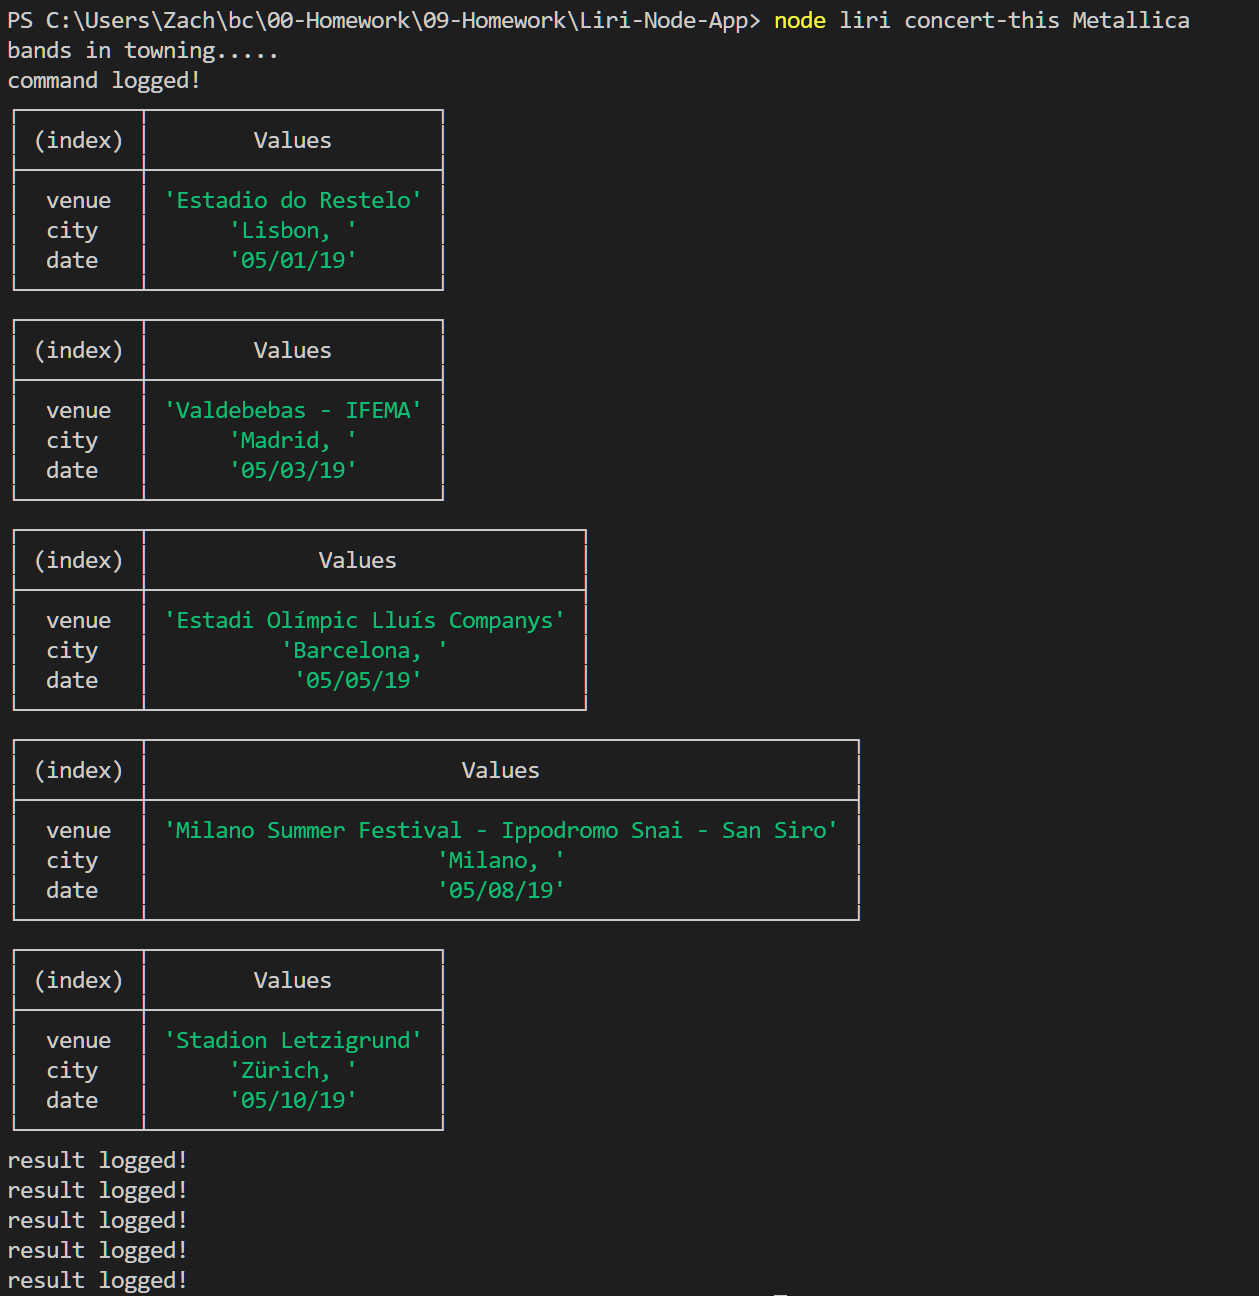 PS C:\Users\Zach\bc\00-Homework\09-Homework\Liri-Node-App> node liri concert-this Metallica
bands in towning.....
command logged!
(index) Values
venue 'Estadio do Restelo'
city 'Lisbon, '
date '05/01/19'
(index) Values
venue 'Valdebebas - IFEMA'
city 'Madrid, '
date '05/03/19'
(index) Values
venue 'Estadi Olímpic Lluís Companys'
city 'Barcelona, '
date '05/05/19'
(index) Values
venue 'Milano Summer Festival - Ippodromo Snai - San Siro'
city 'Milano, '
date '05/08/19'
(index) Values
venue 'Stadion Letzigrund'
city 'Zürich, '
date '05/10/19'
result logged!
result logged!
result logged!
result logged!
result logged!